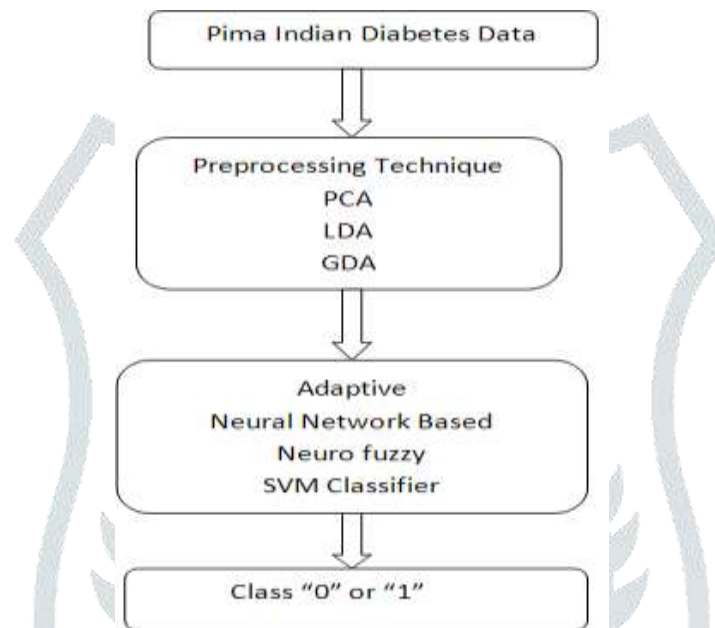 Pima Indian Diabetes Data
Preprocessing Technique
PCA
LDA
GDA
Adaptive
Neural Network Based
Neuro fuzzy
SVM Classifier
Class “0” or “1”